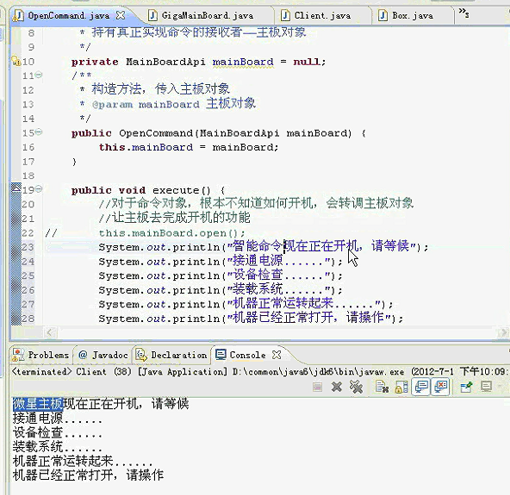 OpenCommand.java
GigaMainBoard.java
Client.java
Box.java
»5
8 * 持有真正实现命令的接收者——主板对象
9 */
10 private MainBoardApi mainBoard = null;
11 /**
12 * 构造方法，传入主板对象
13 * @param mainBoard 主板对象
14 */
15 public OpenCommand(MainBoardApi mainBoard) {
16 this.mainBoard = mainBoard;
17 }
18
19 public void execute() {
20 //对于命令对象，根本不知道如何开机，会转调主板对象
21 //让主板去完成开机的功能
22 // this.mainBoard.open();
23 System.out.println("智能命令现在正在开机，请等候");
24 System.out.println("接通电源......");
25 System.out.println("设备检查......");
26 System.out.println("装载系统......");
27 System.out.println("机器正常运转起来......");
28 System.out.println("机器已经正常打开，请操作");
Problems @ Javadoc Declaration Console
<terminated> Client (38) [Java Application] D:\common\java6\jdk6\bin\javaw.exe (2012-7-1 下午10:09:
微星主板现在正在开机，请等候
接通电源......
设备检查......
装载系统......
机器正常运转起来......
机器已经正常打开，请操作